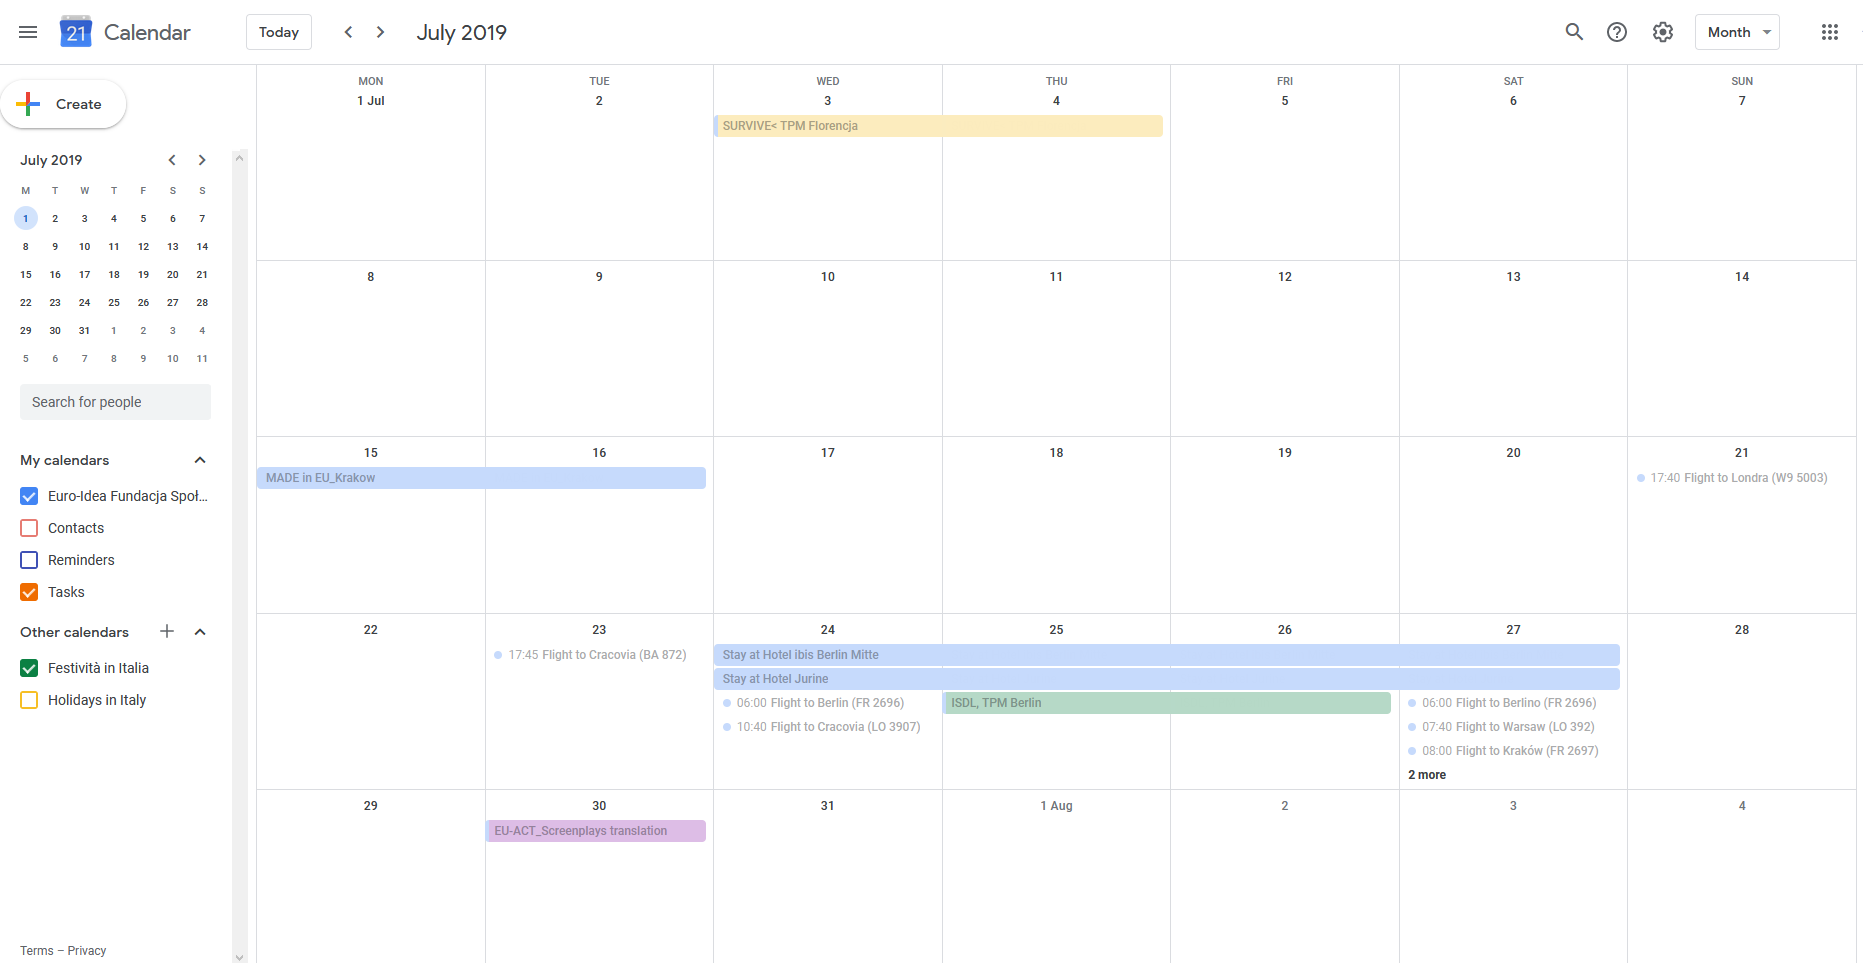 21 Calendar Today July 2019 Month
Create
July 2019
M T W T F S S
1 2 3 4 5 6 7
8 9 10 11 12 13 14
15 16 17 18 19 20 21
22 23 24 25 26 27 28
29 30 31 1 2 3 4
5 6 7 8 9 10 11
Search for people
My calendars
Euro-Idea Fundacja Społ...
Contacts
Reminders
Tasks
Other calendars
Festività in Italia
Holidays in Italy
Terms – Privacy
MON TUE WED THU FRI SAT SUN
1 Jul 2 3 4 5 6 7
SURVIVE< TPM Florencja
8 9 10 11 12 13 14
15 16 17 18 19 20 21
MADE in EU_Krakow
17:40 Flight to Londra (W9 5003)
22 23 24 25 26 27 28
17:45 Flight to Cracovia (BA 872)
Stay at Hotel ibis Berlin Mitte
Stay at Hotel Jurine
06:00 Flight to Berlin (FR 2696)
ISDL, TPM Berlin
06:00 Flight to Berlino (FR 2696)
10:40 Flight to Cracovia (LO 3907)
07:40 Flight to Warsaw (LO 392)
08:00 Flight to Kraków (FR 2697)
2 more
29 30 31 1 Aug 2 3 4
EU-ACT_Screenplays translation